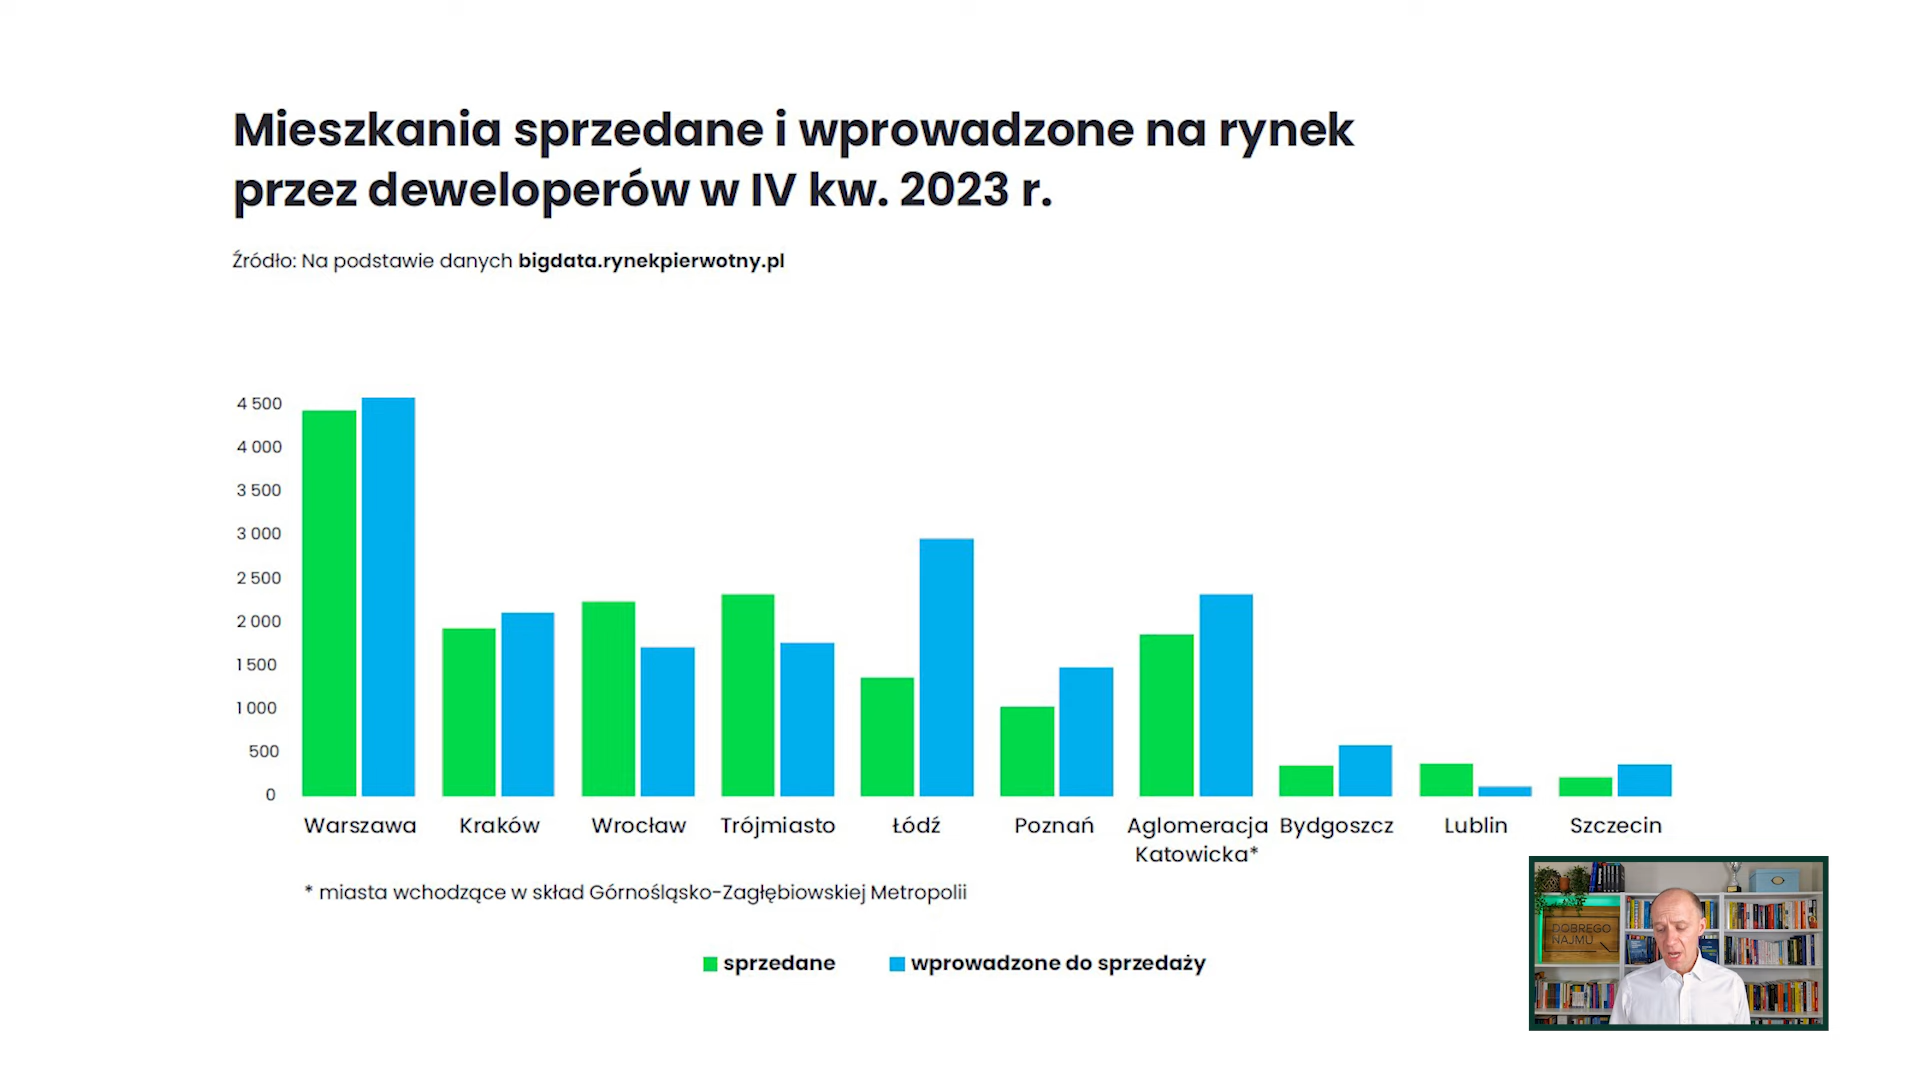 Mieszkania sprzedane i wprowadzone na rynek
przez deweloperów w IV kw. 2023 r.
Źródło: Na podstawie danych bigdata.rynekpierwotny.pl
4 500
4 000
3 500
3 000
2 500
2 000
1 500
1 000
500
0
Warszawa Kraków Wrocław Trójmiasto Łódź Poznań Aglomeracja Bydgoszcz Lublin Szczecin
Katowicka*
* miasta wchodzące w skład Górnośląsko-Zagłębiowskiej Metropolii
sprzedane wprowadzone do sprzedaży
DOBREGO
NAJMU